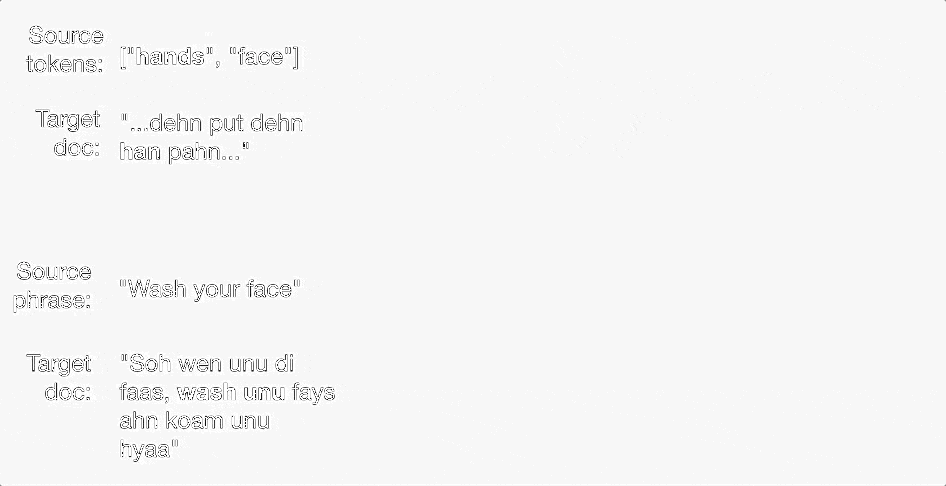 Source
tokens:
["hands", "face"]
Target
doc:
"...dehn put dehn
han pahn..."
Source
phrase:
"Wash your face"
Target
doc:
"Soh wen unu di
faas, wash unu fays
ahn koam unu
hyaa"